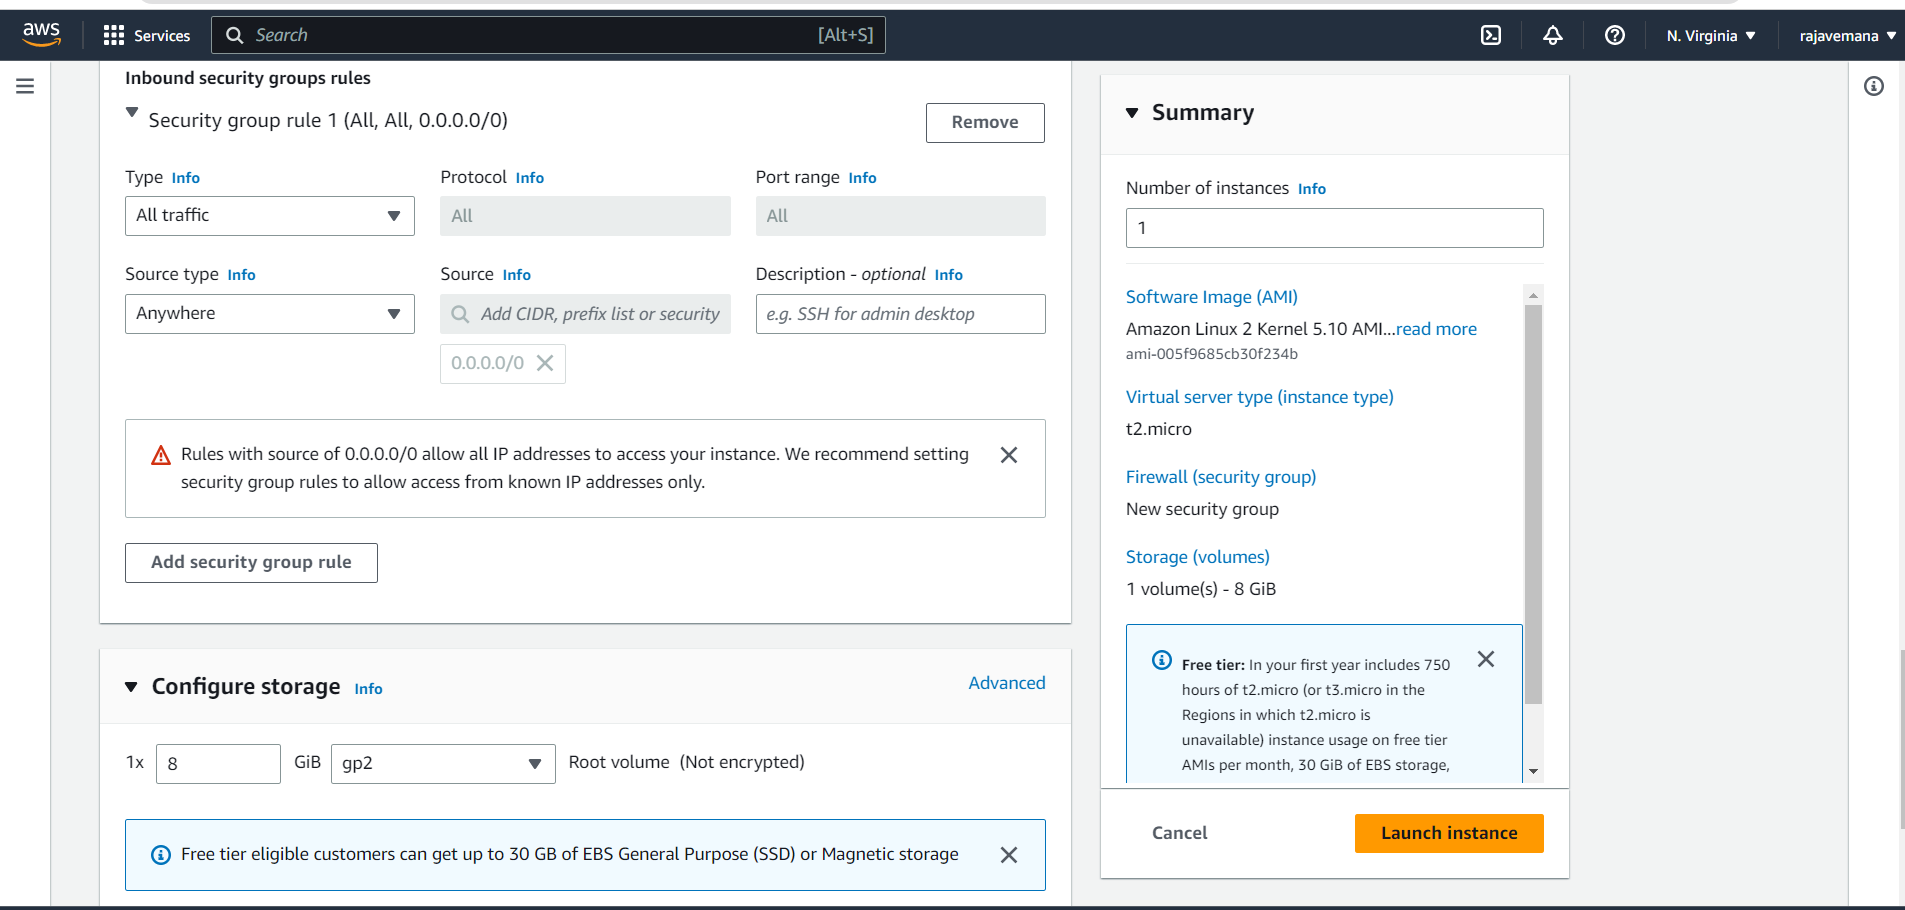 aws Services Search [Alt+S] N. Virginia rajavemana
Inbound security groups rules
Security group rule 1 (All, All, 0.0.0.0/0)
Remove
Type Info
Protocol Info
Port range Info
All traffic
All
All
Source type Info
Source Info
Description - optional Info
Anywhere
Add CIDR, prefix list or security
e.g. SSH for admin desktop
0.0.0.0/0
Rules with source of 0.0.0.0/0 allow all IP addresses to access your instance. We recommend setting
security group rules to allow access from known IP addresses only.
Add security group rule
Configure storage Info
Advanced
1x 8 GiB gp2 Root volume (Not encrypted)
Free tier eligible customers can get up to 30 GB of EBS General Purpose (SSD) or Magnetic storage
Summary
Number of instances Info
1
Software Image (AMI)
Amazon Linux 2 Kernel 5.10 AMI...read more
ami-005f9685cb30f234b
Virtual server type (instance type)
t2.micro
Firewall (security group)
New security group
Storage (volumes)
1 volume(s) - 8 GiB
Free tier: In your first year includes 750
hours of t2.micro (or t3.micro in the
Regions in which t2.micro is
unavailable) instance usage on free tier
AMIs per month, 30 GiB of EBS storage,
Cancel
Launch instance